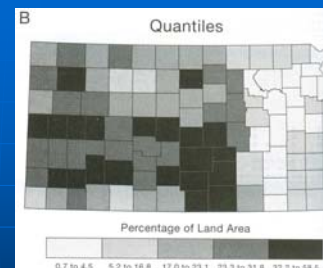 B
Quantiles
Percentage of Land Area
0.7 to 4.5 5.2 to 16.8 17.0 to 23.1 23.3 to 31.8